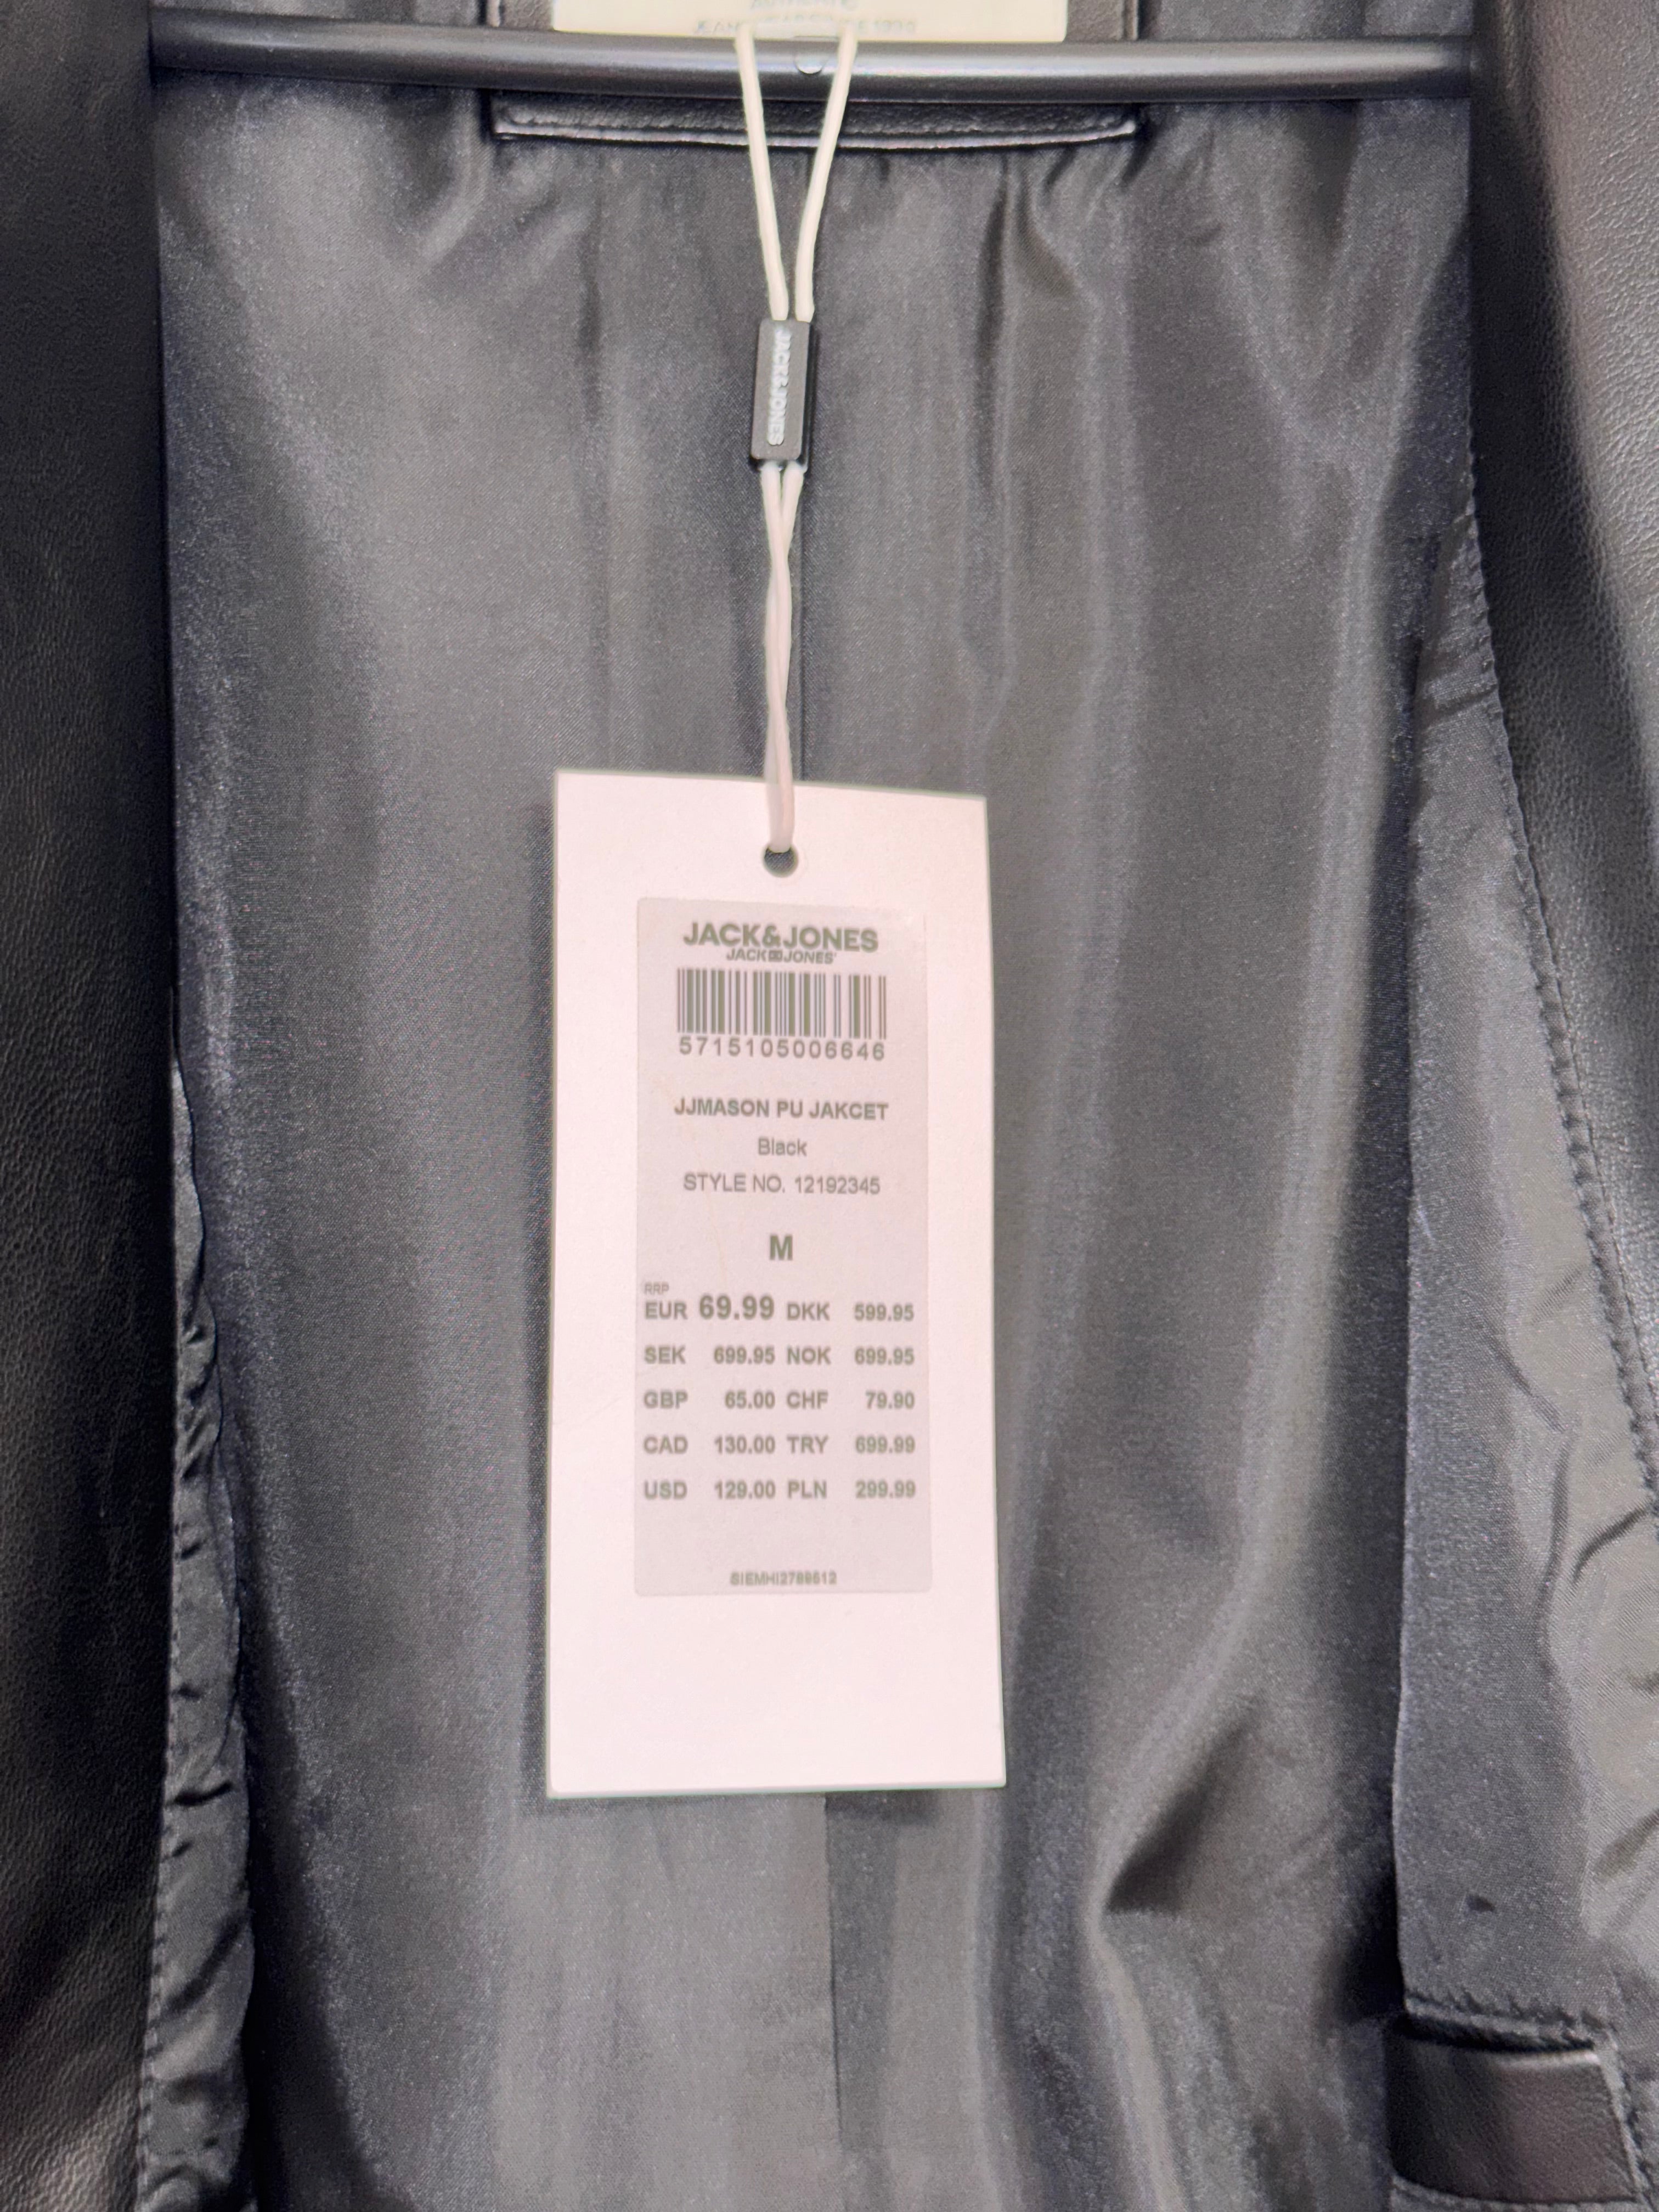 JACK&JONES
JACK&JONES
JACK & JONES
5715105006646
JJMASON PU JAKCET
Black
STYLE NO. 12192345
M
RRP
EUR 69.99 DKK 599.95
SEK 699.95 NOK 699.95
GBP 65.00 CHF 79.90
CAD 130.00 TRY 699.99
USD 129.00 PLN 299.99